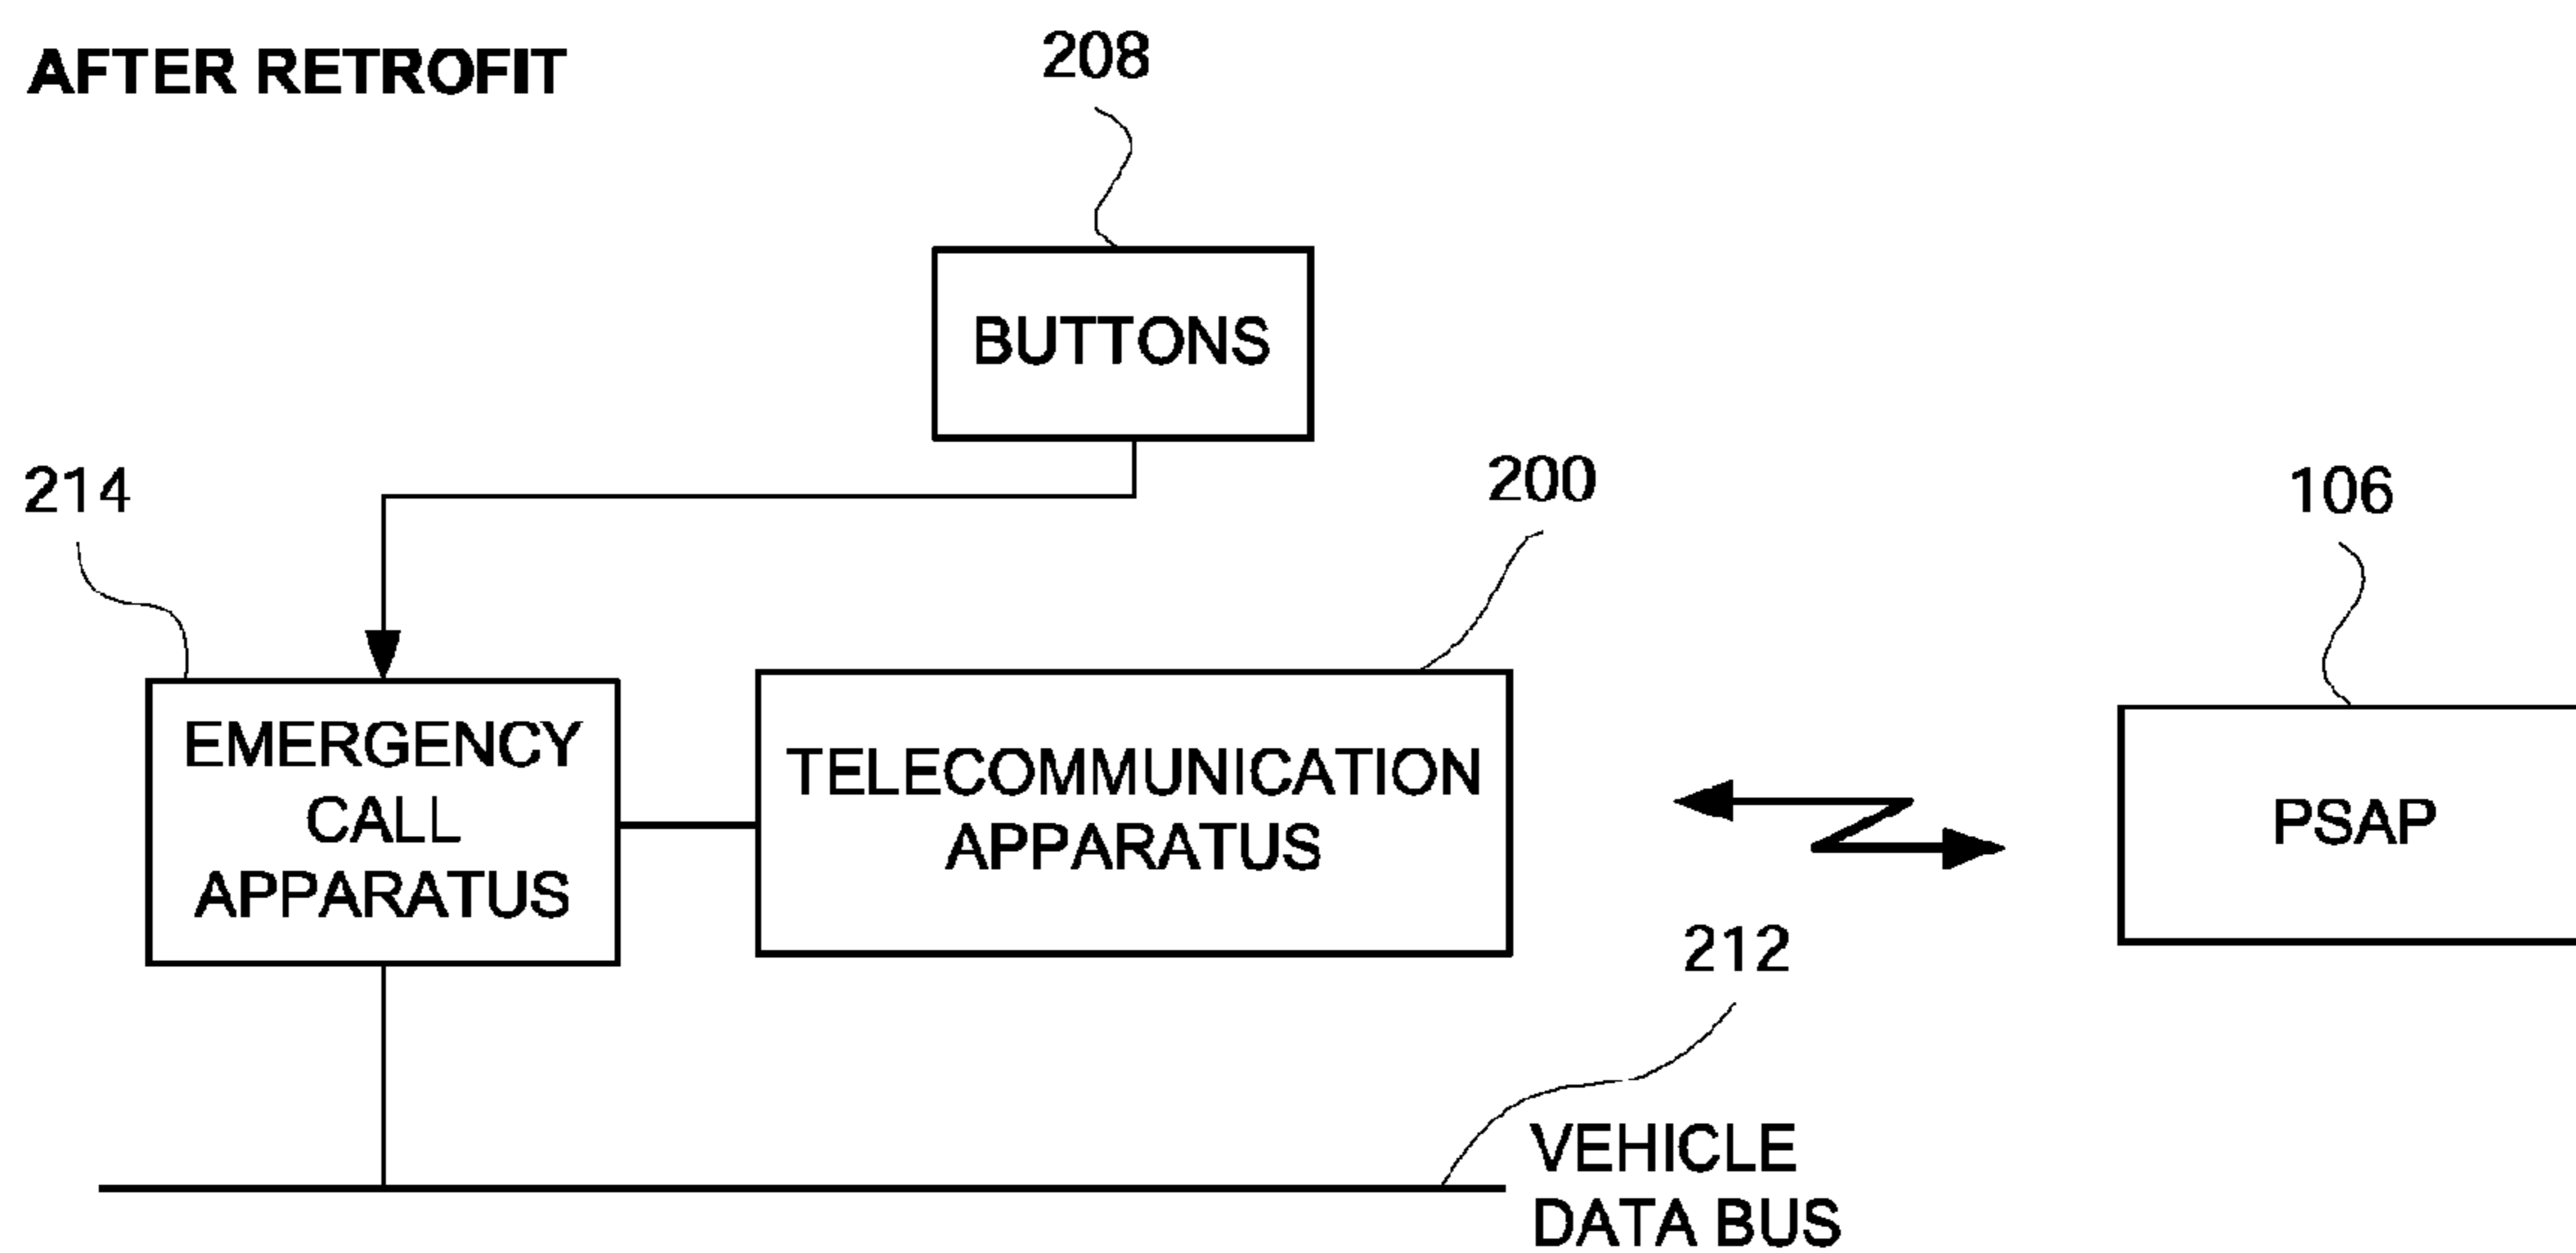 AFTER RETROFIT
208
BUTTONS
214
200
106
EMERGENCY
CALL
APPARATUS
TELECOMMUNICATION
APPARATUS
PSAP
212
VEHICLE
DATA BUS